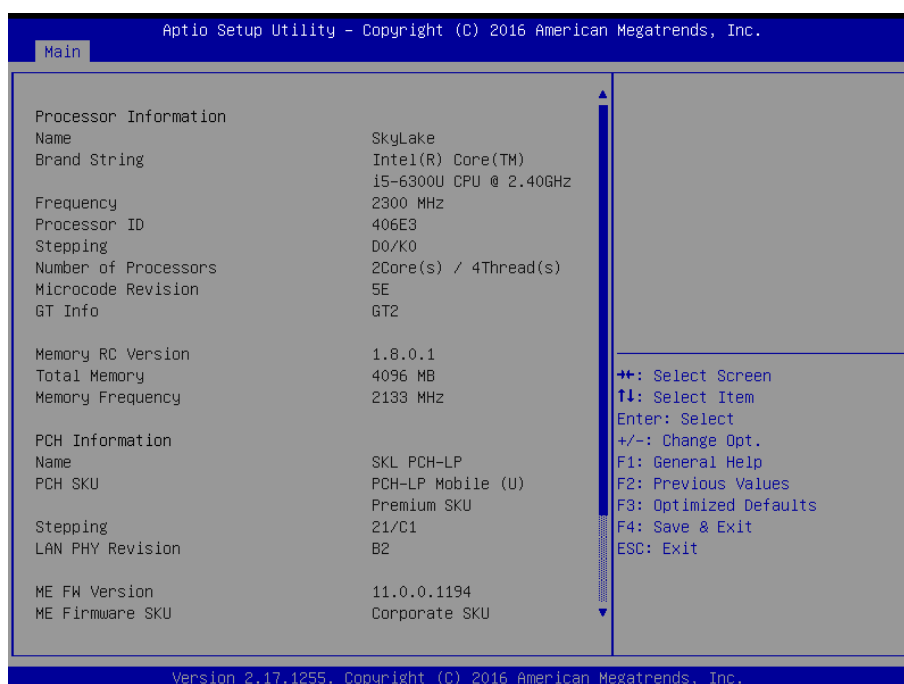 Aptio Setup Utility – Copyright (C) 2016 American Megatrends, Inc.
Main
Processor Information
Name SkyLake
Brand String Intel(R) Core(TM)
i5-6300U CPU @ 2.40GHz
Frequency 2300 MHz
Processor ID 406E3
Stepping D0/K0
Number of Processors 2Core(s) / 4Thread(s)
Microcode Revision 5E
GT Info GT2
Memory RC Version 1.8.0.1
Total Memory 4096 MB
Memory Frequency 2133 MHz
PCH Information
Name SKL PCH-LP
PCH SKU PCH-LP Mobile (U)
Premium SKU
Stepping 21/C1
LAN PHY Revision B2
ME FW Version 11.0.0.1194
ME Firmware SKU Corporate SKU
→←: Select Screen
↑↓: Select Item
Enter: Select
+/-: Change Opt.
F1: General Help
F2: Previous Values
F3: Optimized Defaults
F4: Save & Exit
ESC: Exit
Version 2.17.1255. Copyright (C) 2016 American Megatrends, Inc.